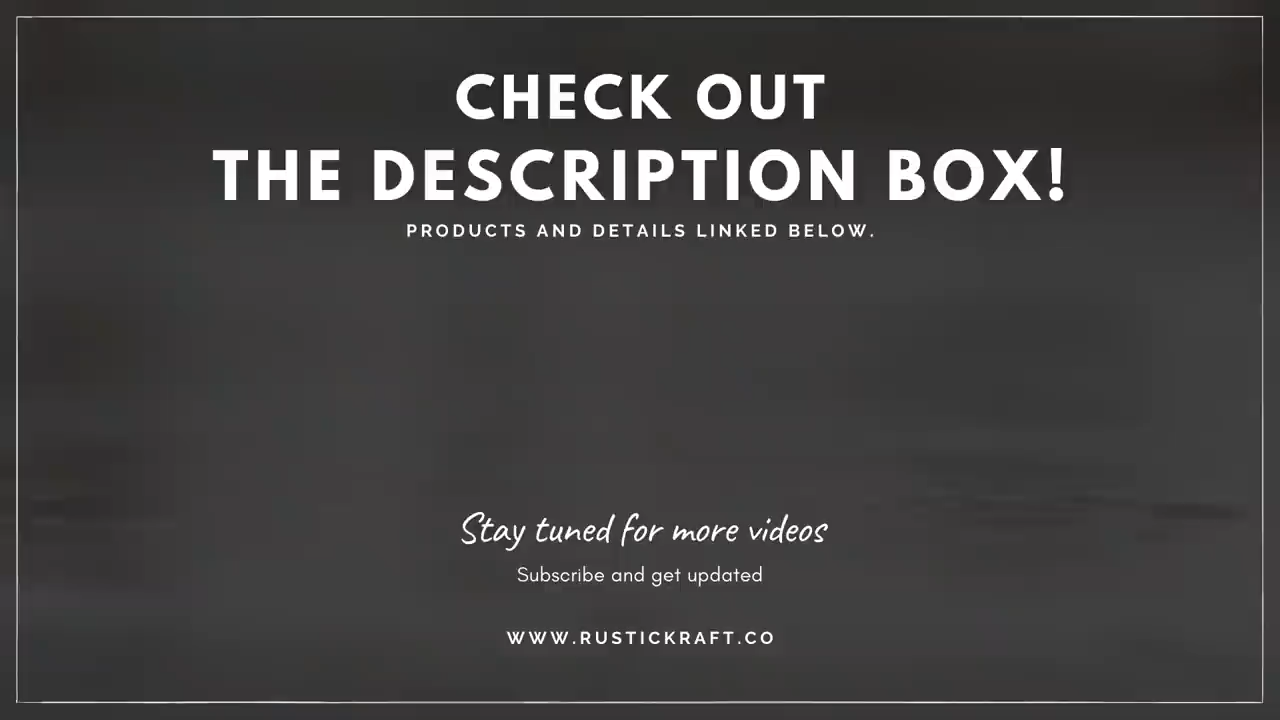 CHECK OUT
THE DESCRIPTION BOX!
PRODUCTS AND DETAILS LINKED BELOW.
Stay tuned for more videos
Subscribe and get updated
WWW.RUSTICKRAFT.CO